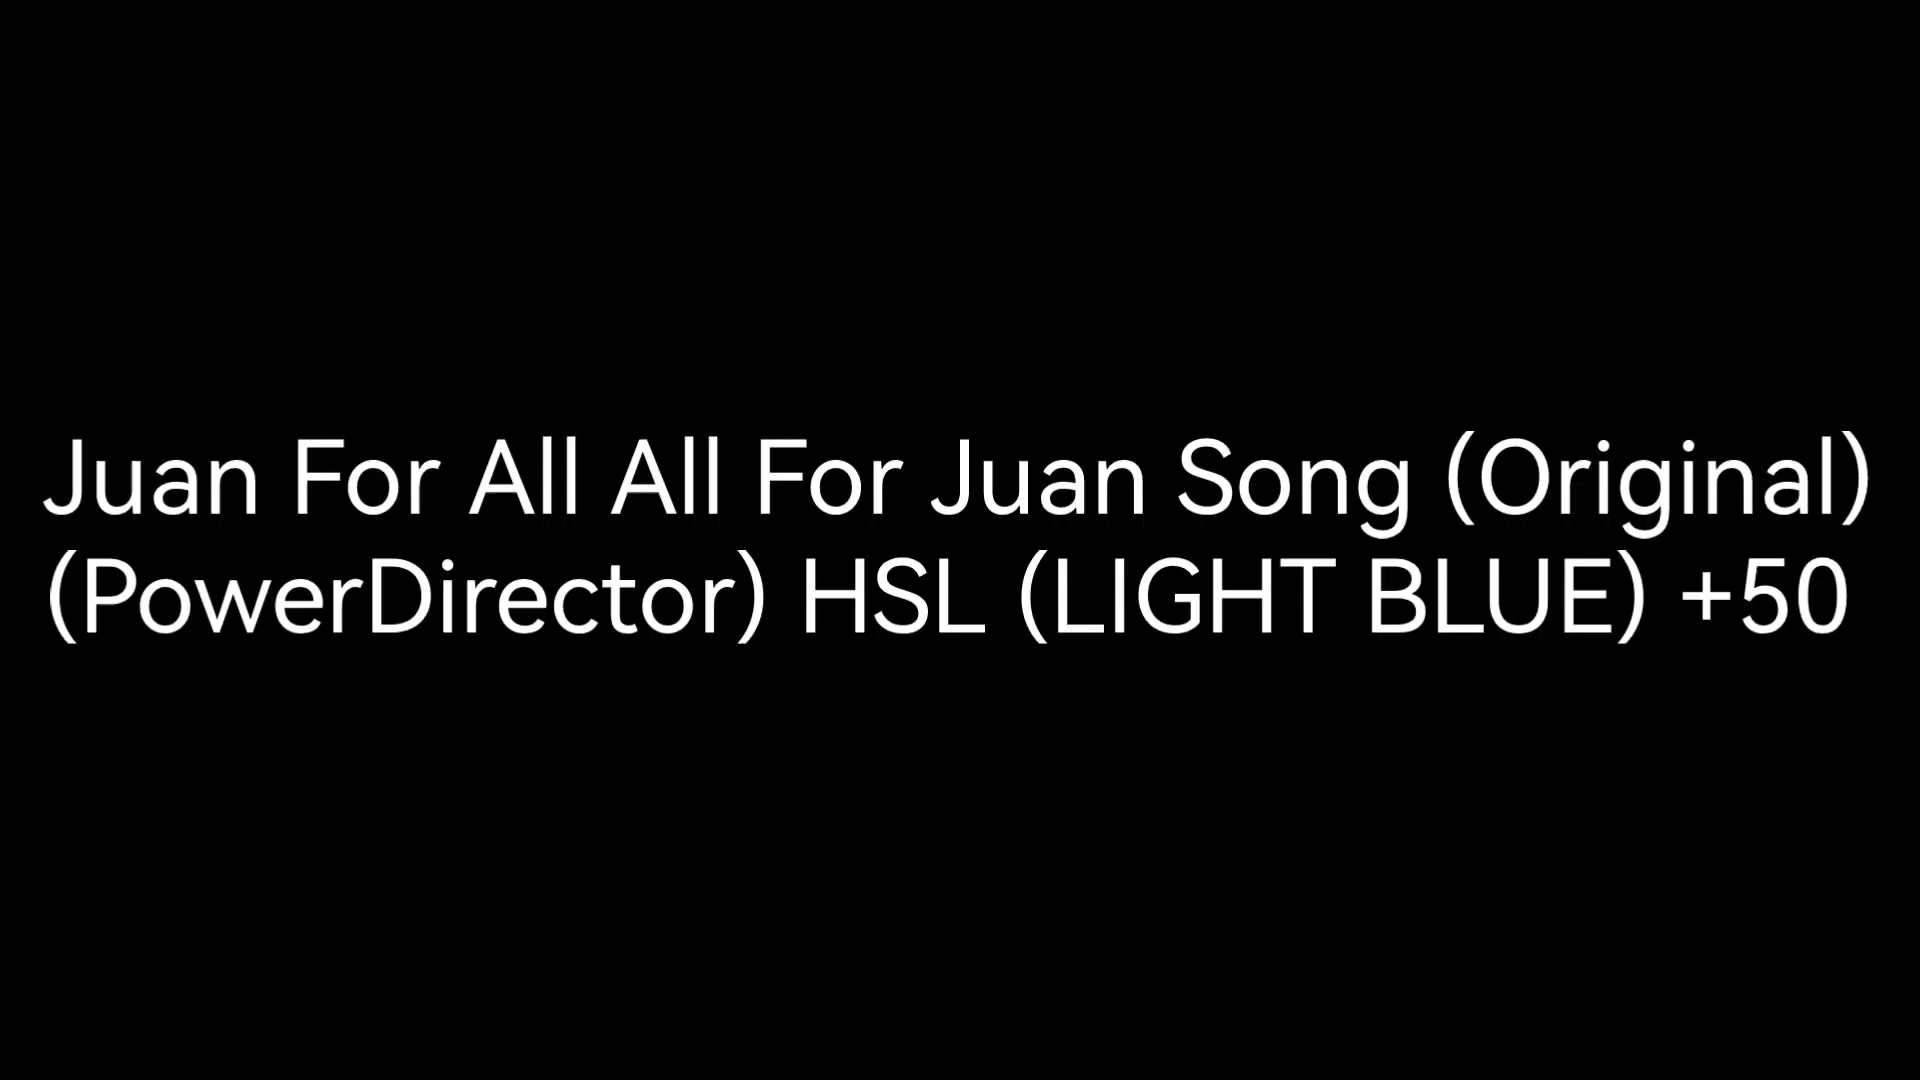 Juan For All All For Juan Song (Original)
(PowerDirector) HSL (LIGHT BLUE) +50